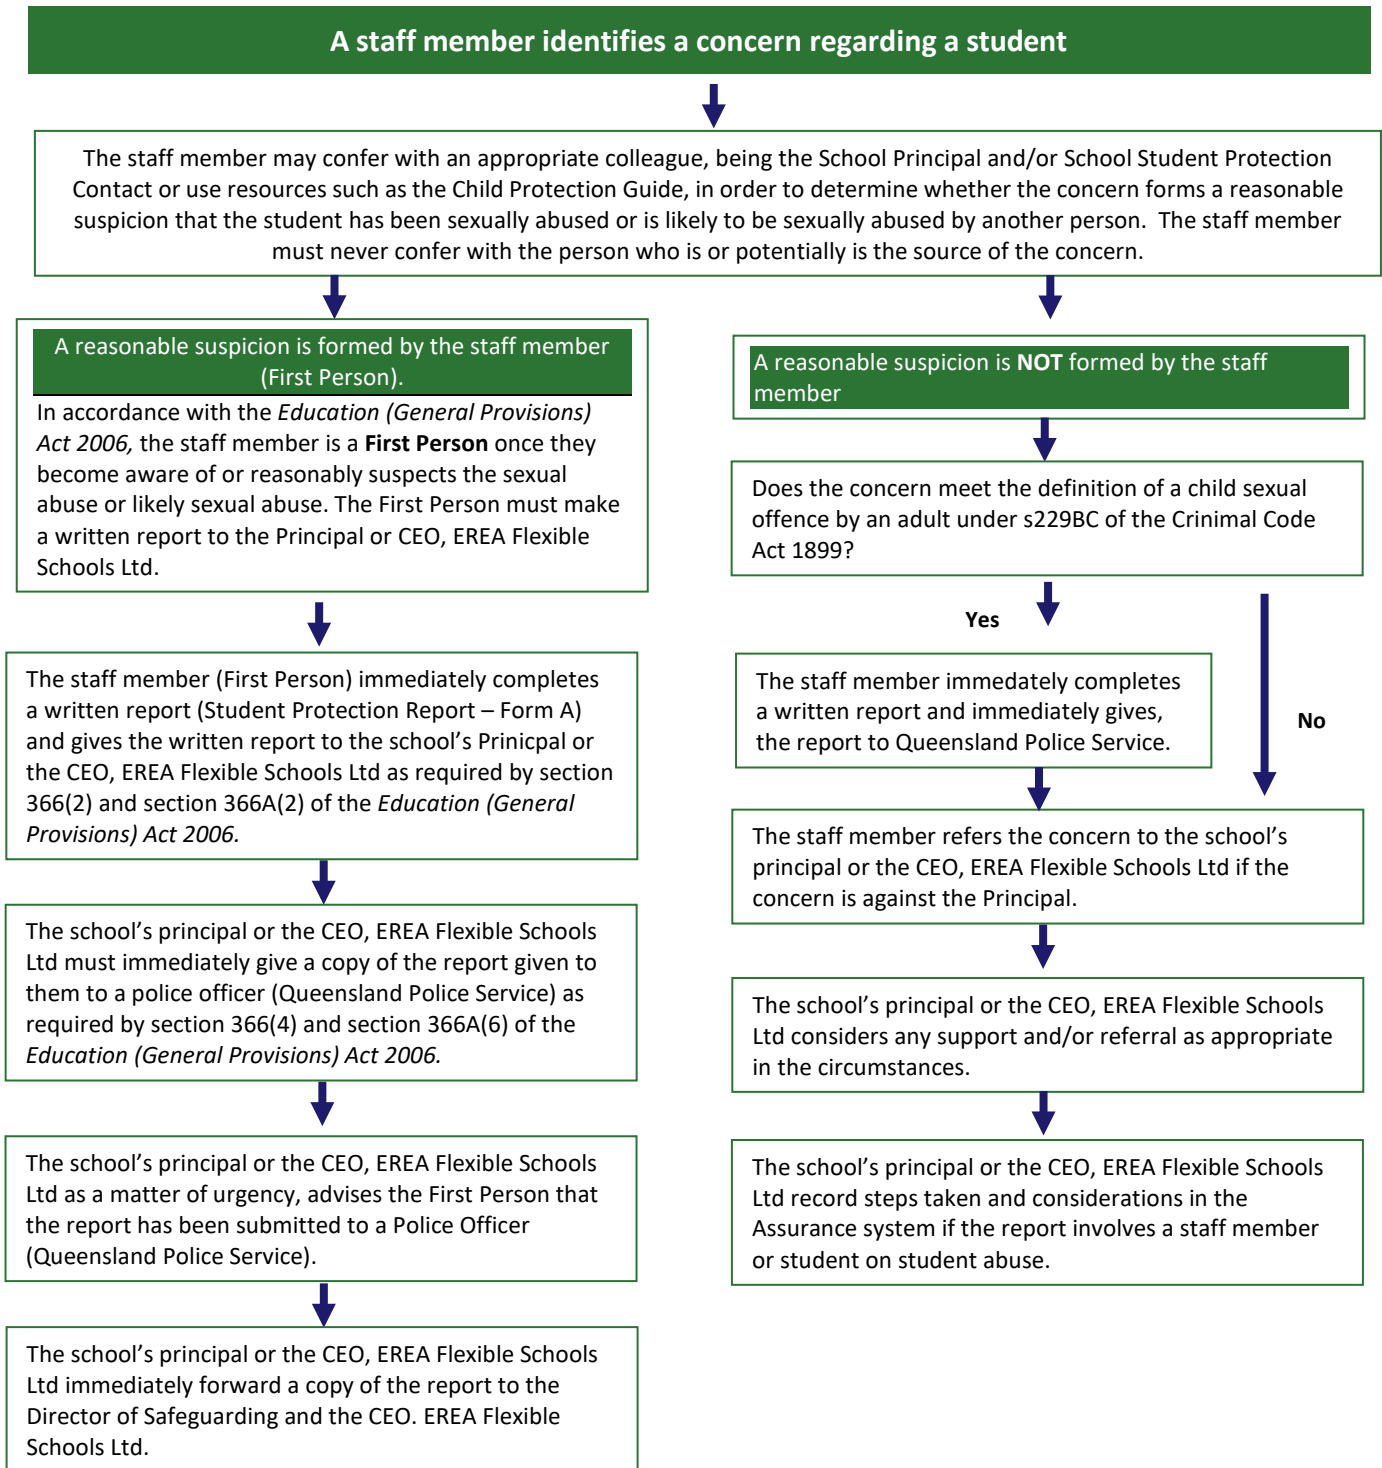 A staff member identifies a concern regarding a student
The staff member may confer with an appropriate colleague, being the School Principal and/or School Student Protection
Contact or use resources such as the Child Protection Guide, in order to determine whether the concern forms a reasonable
suspicion that the student has been sexually abused or is likely to be sexually abused by another person.  The staff member
must never confer with the person who is or potentially is the source of the concern.
A reasonable suspicion is formed by the staff member
(First Person).
In accordance with the Education (General Provisions)
Act 2006, the staff member is a First Person once they
become aware of or reasonably suspects the sexual
abuse or likely sexual abuse. The First Person must make
a written report to the Principal or CEO, EREA Flexible
Schools Ltd.
The staff member (First Person) immediately completes
a written report (Student Protection Report – Form A)
and gives the written report to the school’s Prinicpal or
the CEO, EREA Flexible Schools Ltd as required by section
366(2) and section 366A(2) of the Education (General
Provisions) Act 2006.
The school’s principal or the CEO, EREA Flexible Schools
Ltd must immediately give a copy of the report given to
them to a police officer (Queensland Police Service) as
required by section 366(4) and section 366A(6) of the
Education (General Provisions) Act 2006.
The school’s principal or the CEO, EREA Flexible Schools
Ltd as a matter of urgency, advises the First Person that
the report has been submitted to a Police Officer
(Queensland Police Service).
The school’s principal or the CEO, EREA Flexible Schools
Ltd immediately forward a copy of the report to the
Director of Safeguarding and the CEO. EREA Flexible
Schools Ltd.
A reasonable suspicion is NOT formed by the staff
member
Does the concern meet the definition of a child sexual
offence by an adult under s229BC of the Crinimal Code
Act 1899?
Yes
No
The staff member immedately completes
a written report and immediately gives,
the report to Queensland Police Service.
The staff member refers the concern to the school’s
principal or the CEO, EREA Flexible Schools Ltd if the
concern is against the Principal.
The school’s principal or the CEO, EREA Flexible Schools
Ltd considers any support and/or referral as appropriate
in the circumstances.
The school’s principal or the CEO, EREA Flexible Schools
Ltd record steps taken and considerations in the
Assurance system if the report involves a staff member
or student on student abuse.